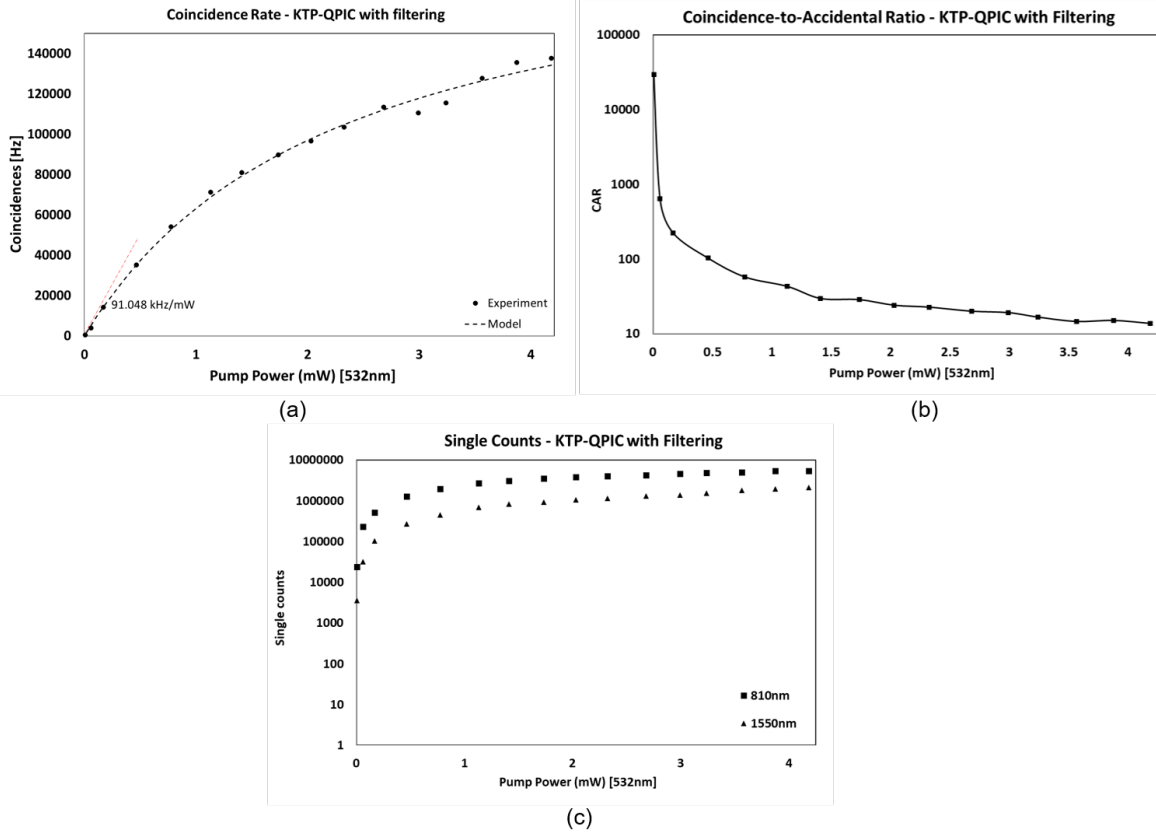 Coincidence Rate - KTP-QPIC with filtering
140000
120000
100000
80000
60000
40000
20000
0
Coincidences [Hz]
91.048 kHz/mW
Experiment
Model
0 1 2 3 4
Pump Power (mW) [532nm]
(a)
Coincidence-to-Accidental Ratio - KTP-QPIC with Filtering
100000
10000
1000
100
10
CAR
0 0.5 1 1.5 2 2.5 3 3.5 4
Pump Power (mW) [532nm]
(b)
Single Counts - KTP-QPIC with Filtering
10000000
1000000
100000
10000
1000
100
10
1
Single counts
810nm
1550nm
0 1 2 3 4
Pump Power (mW) [532nm]
(c)